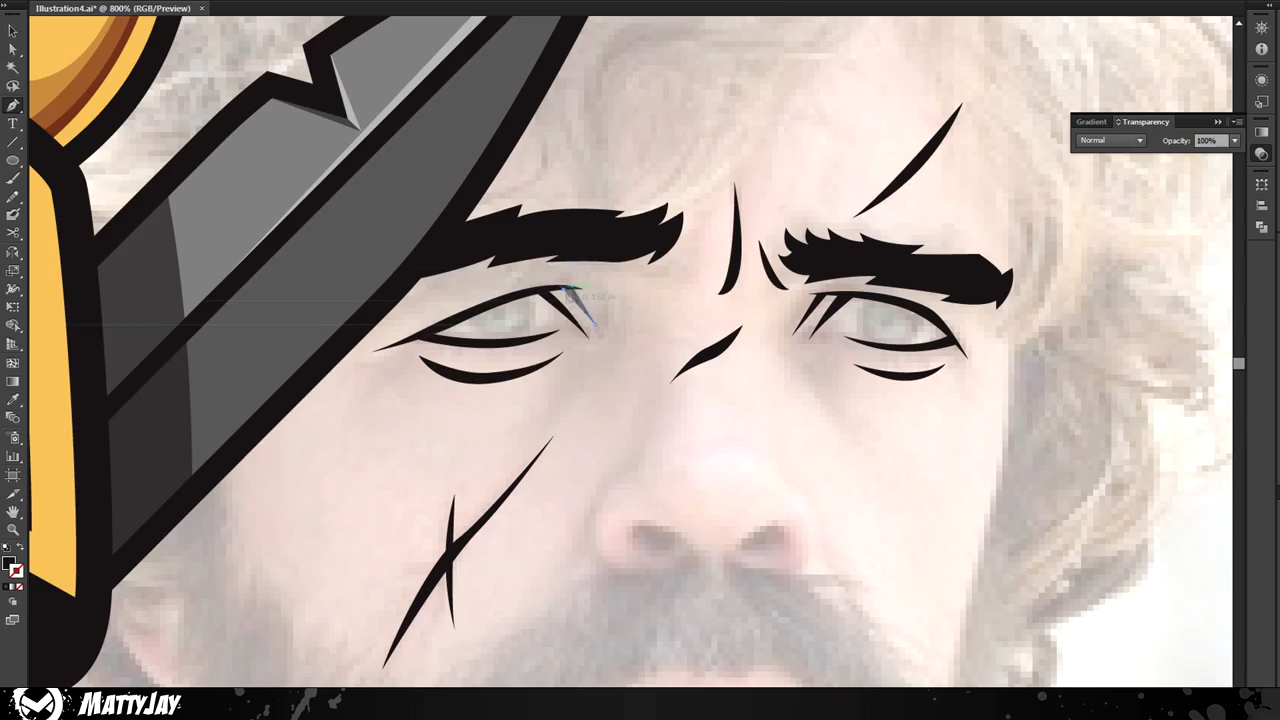 Illustration4.ai* @ 800% (RGB/Preview)
Gradient
Transparency
Normal
Opacity:
100%
MATTYJAY